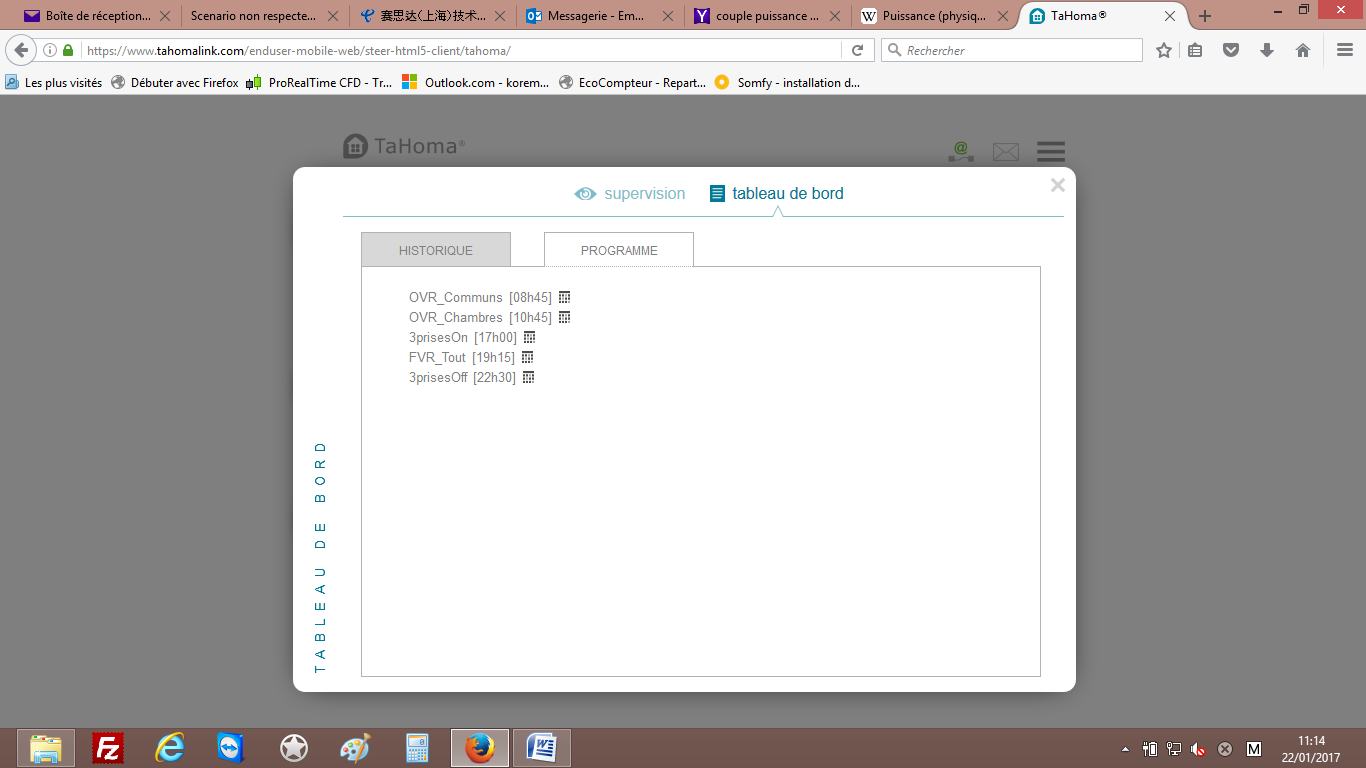 Boîte de réception...
Scenario non respecte...
赛思达(上海)技术...
Messagerie - Em...
couple puissance ...
Puissance (physiq...
TaHoma®
https://www.tahomalink.com/enduser-mobile-web/steer-html5-client/tahoma/
Rechercher
Les plus visités
Débuter avec Firefox
ProRealTime CFD - Tr...
Outlook.com - korem...
EcoCompteur - Repart...
Somfy - installation d...
TaHoma®
supervision
tableau de bord
HISTORIQUE
PROGRAMME
OVR_Communs [08h45]
OVR_Chambres [10h45]
3prisesOn [17h00]
FVR_Tout [19h15]
3prisesOff [22h30]
TABLEAU DE BORD
11:14
22/01/2017